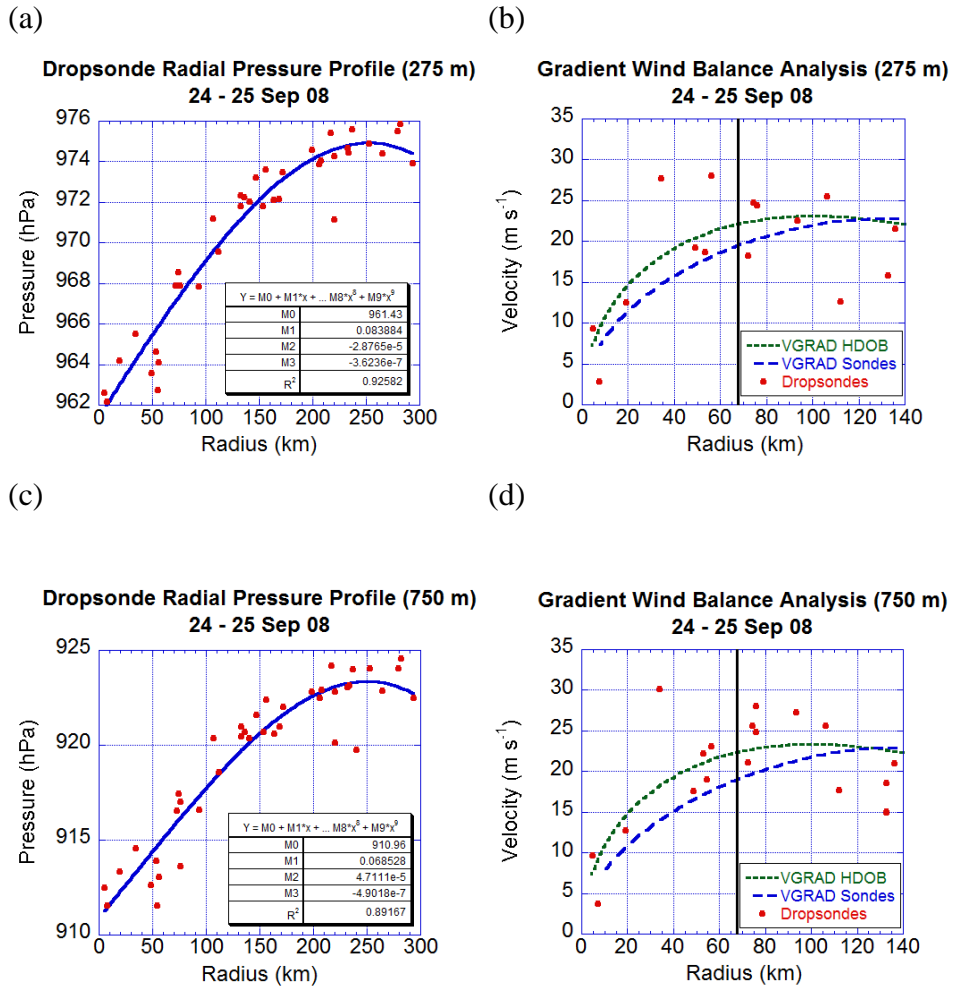 (a)
Dropsonde Radial Pressure Profile (275 m)
24 - 25 Sep 08
Pressure (hPa)
976
974
972
970
968
966
964
962
0 50 100 150 200 250 300
Radius (km)
Y = M0 + M1*x + ... M8*x⁸ + M9*x⁹
M0 961.43
M1 0.083884
M2 -2.8765e-5
M3 -3.6236e-7
R² 0.92582
(b)
Gradient Wind Balance Analysis (275 m)
24 - 25 Sep 08
Velocity (m s⁻¹)
35
30
25
20
15
10
5
0
0 20 40 60 80 100 120 140
Radius (km)
VGRAD HDOB
VGRAD Sondes
Dropsondes
(c)
Dropsonde Radial Pressure Profile (750 m)
24 - 25 Sep 08
Pressure (hPa)
925
920
915
910
0 50 100 150 200 250 300
Radius (km)
Y = M0 + M1*x + ... M8*x⁸ + M9*x⁹
M0 910.96
M1 0.068528
M2 4.7111e-5
M3 -4.9018e-7
R² 0.89167
(d)
Gradient Wind Balance Analysis (750 m)
24 - 25 Sep 08
Velocity (m s⁻¹)
35
30
25
20
15
10
5
0
0 20 40 60 80 100 120 140
Radius (km)
VGRAD HDOB
VGRAD Sondes
Dropsondes